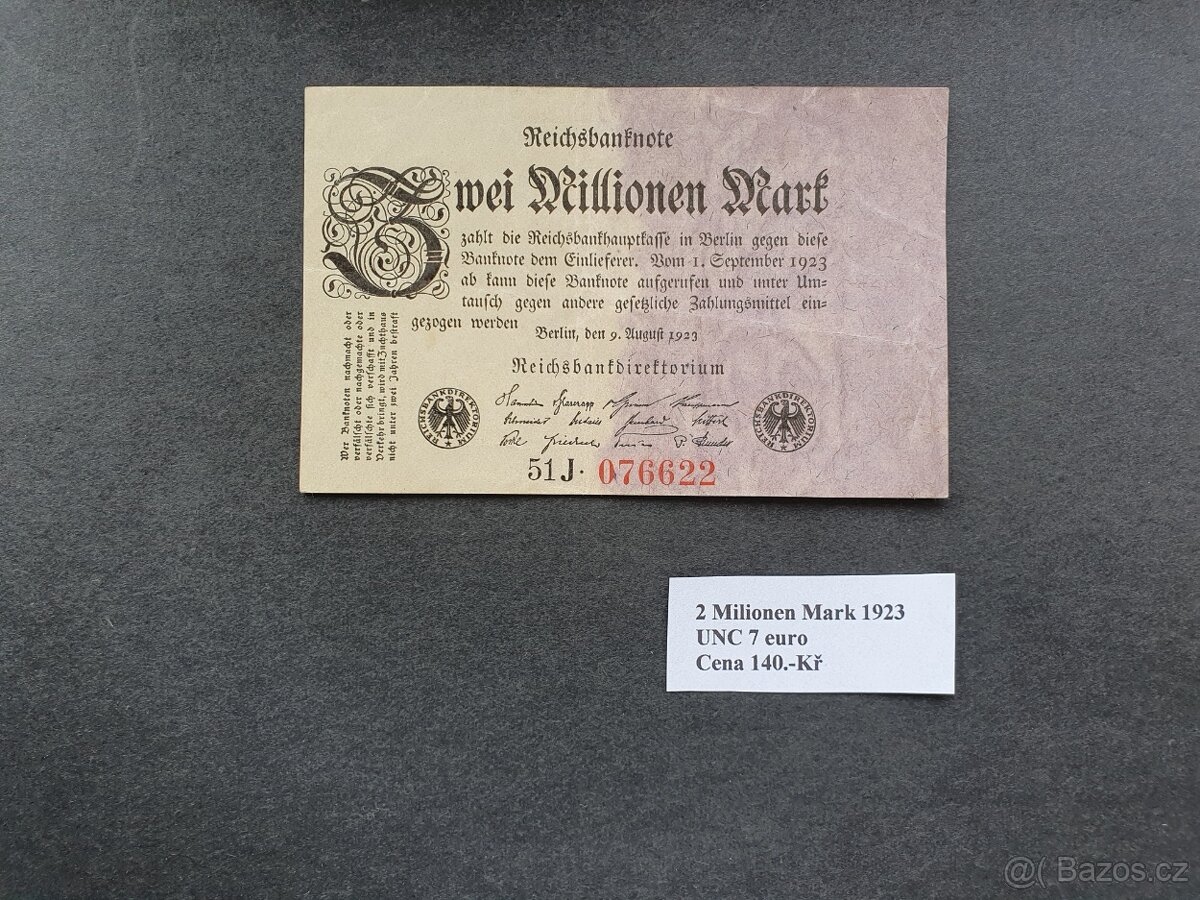 Reichsbanknote
Zwei Millionen Mark
zahlt die Reichsbankhauptkasse in Berlin gegen diese
Banknote dem Einlieferer. Vom 1. September 1923
ab kann diese Banknote aufgerufen und unter Um-
tausch gegen andere gesetzliche Zahlungsmittel ein-
gezogen werden
Berlin, den 9. August 1923
Reichsbankdirektorium
Wer Banknoten nachmacht oder
verfälscht oder nachgemachte oder
verfälschte sich verschafft und in
Verkehr bringt, wird mit Zuchthaus
nicht unter zwei Jahren bestraft
REICHSBANKDIREKTORIUM
REICHSBANKDIREKTORIUM
51J· 076622
2 Milionen Mark 1923
UNC 7 euro
Cena 140.-Kř
@( Bazos.cz